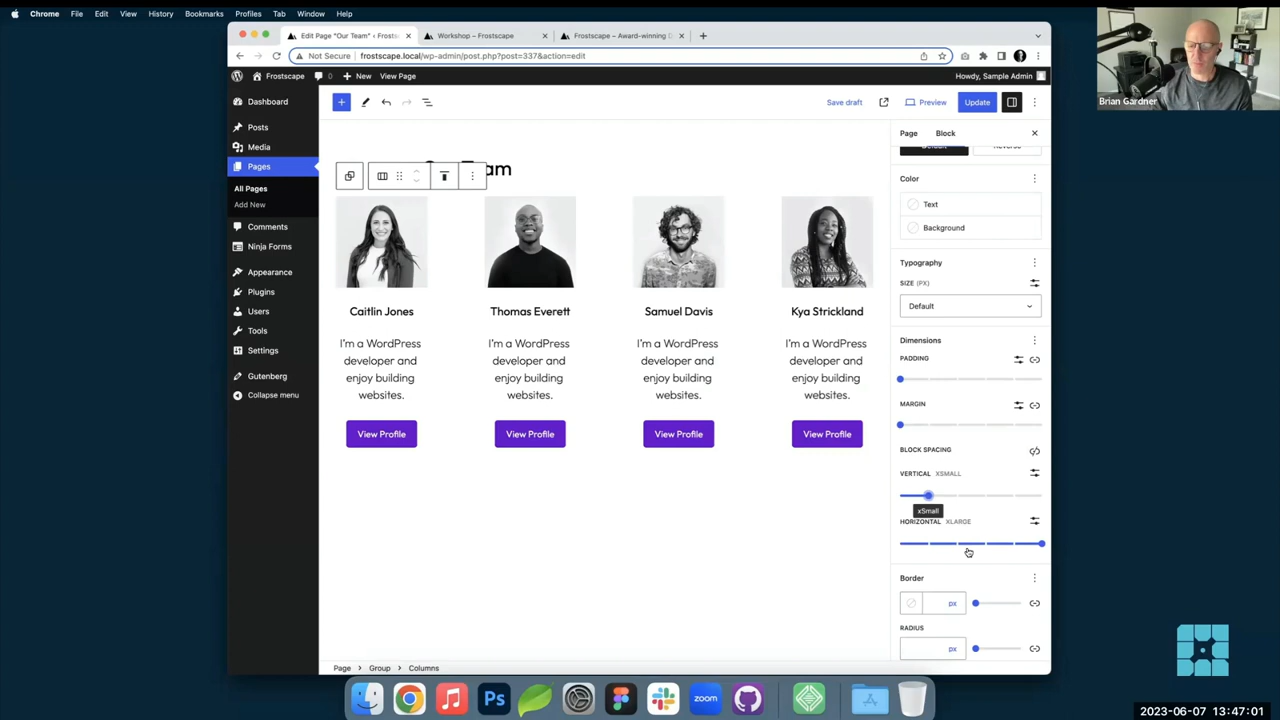 Chrome File Edit View History Bookmarks Profiles Tab Window Help
Edit Page "Our Team" ‹ Frosts
Workshop – Frostscape
Frostscape – Award-winning D
Not Secure frostscape.local/wp-admin/post.php?post=337&action=edit
Frostscape 0 New View Page Howdy, Sample Admin
Brian Gardner
Dashboard
Posts
Media
Pages
All Pages
Add New
Comments
Ninja Forms
Appearance
Plugins
Users
Tools
Settings
Gutenberg
Collapse menu
Save draft Preview Update
am
Caitlin Jones
I'm a WordPress
developer and
enjoy building
websites.
View Profile
Thomas Everett
I'm a WordPress
developer and
enjoy building
websites.
View Profile
Samuel Davis
I'm a WordPress
developer and
enjoy building
websites.
View Profile
Kya Strickland
I'm a WordPress
developer and
enjoy building
websites.
View Profile
Page Block
Color
Text
Background
Typography
SIZE (PX)
Default
Dimensions
PADDING
MARGIN
BLOCK SPACING
VERTICAL XSMALL
xSmall
HORIZONTAL XLARGE
Border
px
RADIUS
px
Page Group Columns
Ps
zoom
2023-06-07 13:47:01